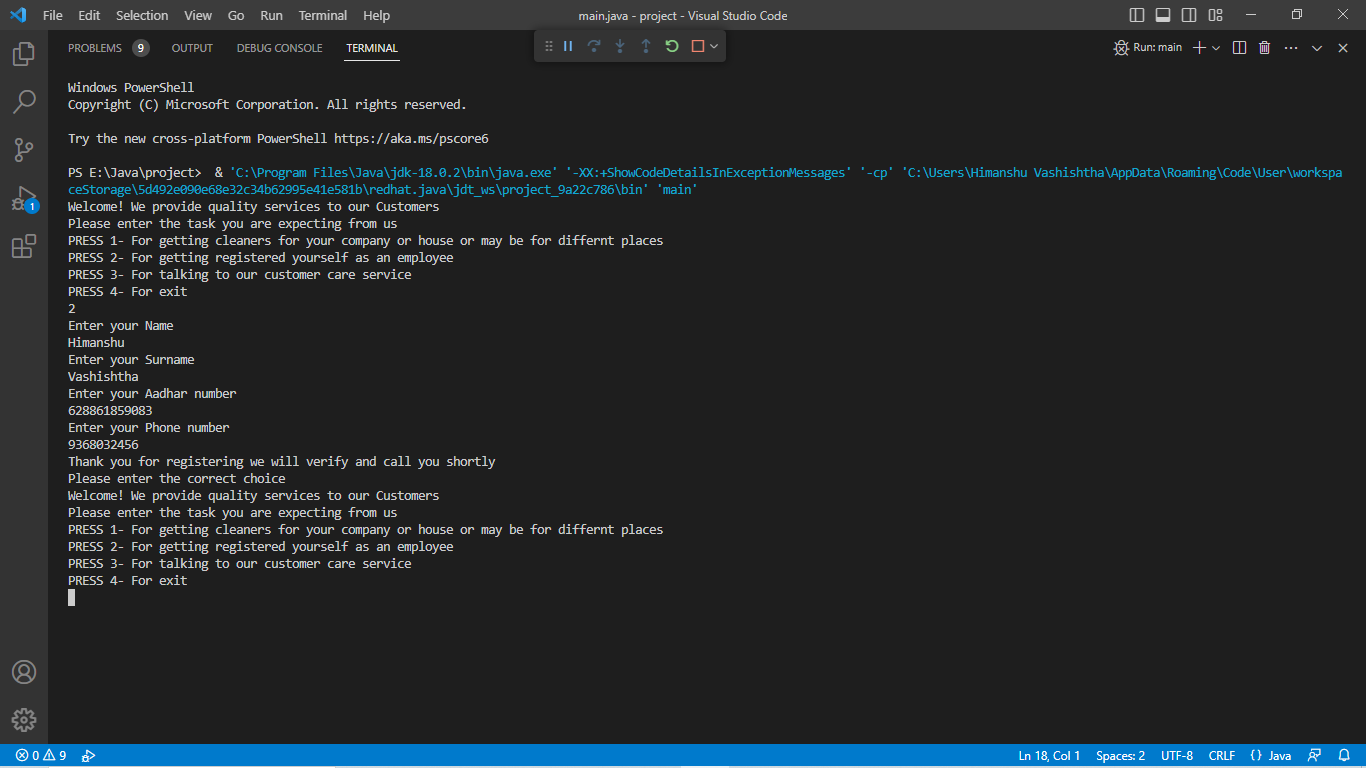 File Edit Selection View Go Run Terminal Help main.java - project - Visual Studio Code
PROBLEMS 9 OUTPUT DEBUG CONSOLE TERMINAL Run: main
Windows PowerShell
Copyright (C) Microsoft Corporation. All rights reserved.
Try the new cross-platform PowerShell https://aka.ms/pscore6
PS E:\Java\project>  & 'C:\Program Files\Java\jdk-18.0.2\bin\java.exe' '-XX:+ShowCodeDetailsInExceptionMessages' '-cp' 'C:\Users\Himanshu Vashishtha\AppData\Roaming\Code\User\workspa
ceStorage\5d492e090e68e32c34b62995e41e581b\redhat.java\jdt_ws\project_9a22c786\bin' 'main'
Welcome! We provide quality services to our Customers
Please enter the task you are expecting from us
PRESS 1- For getting cleaners for your company or house or may be for differnt places
PRESS 2- For getting registered yourself as an employee
PRESS 3- For talking to our customer care service
PRESS 4- For exit
2
Enter your Name
Himanshu
Enter your Surname
Vashishtha
Enter your Aadhar number
628861859083
Enter your Phone number
9368032456
Thank you for registering we will verify and call you shortly
Please enter the correct choice
Welcome! We provide quality services to our Customers
Please enter the task you are expecting from us
PRESS 1- For getting cleaners for your company or house or may be for differnt places
PRESS 2- For getting registered yourself as an employee
PRESS 3- For talking to our customer care service
PRESS 4- For exit
1
0 9 Ln 18, Col 1 Spaces: 2 UTF-8 CRLF {} Java